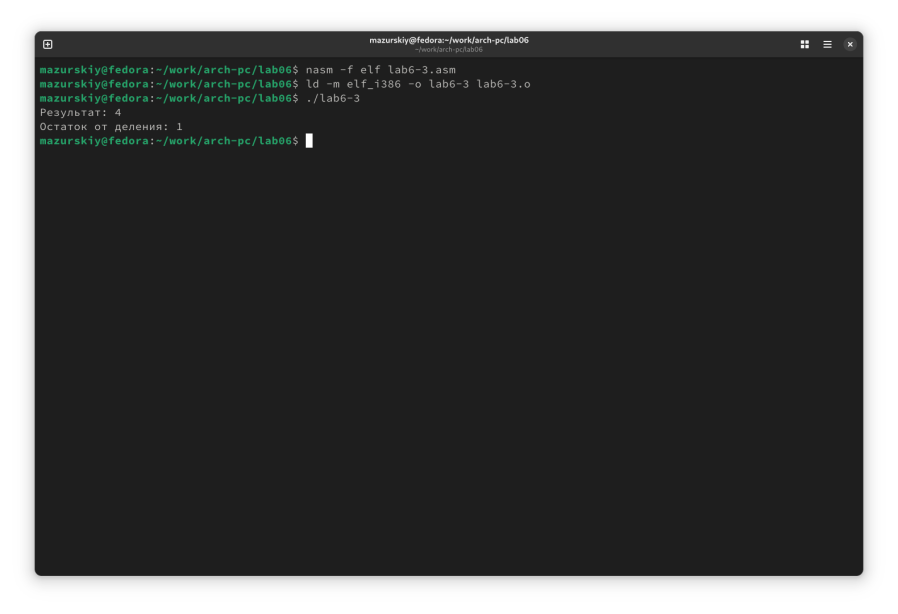 mazurskiy@fedora:~/work/arch-pc/lab06
~/work/arch-pc/lab06
mazurskiy@fedora:~/work/arch-pc/lab06$ nasm -f elf lab6-3.asm
mazurskiy@fedora:~/work/arch-pc/lab06$ ld -m elf_i386 -o lab6-3 lab6-3.o
mazurskiy@fedora:~/work/arch-pc/lab06$ ./lab6-3
Результат: 4
Остаток от деления: 1
mazurskiy@fedora:~/work/arch-pc/lab06$